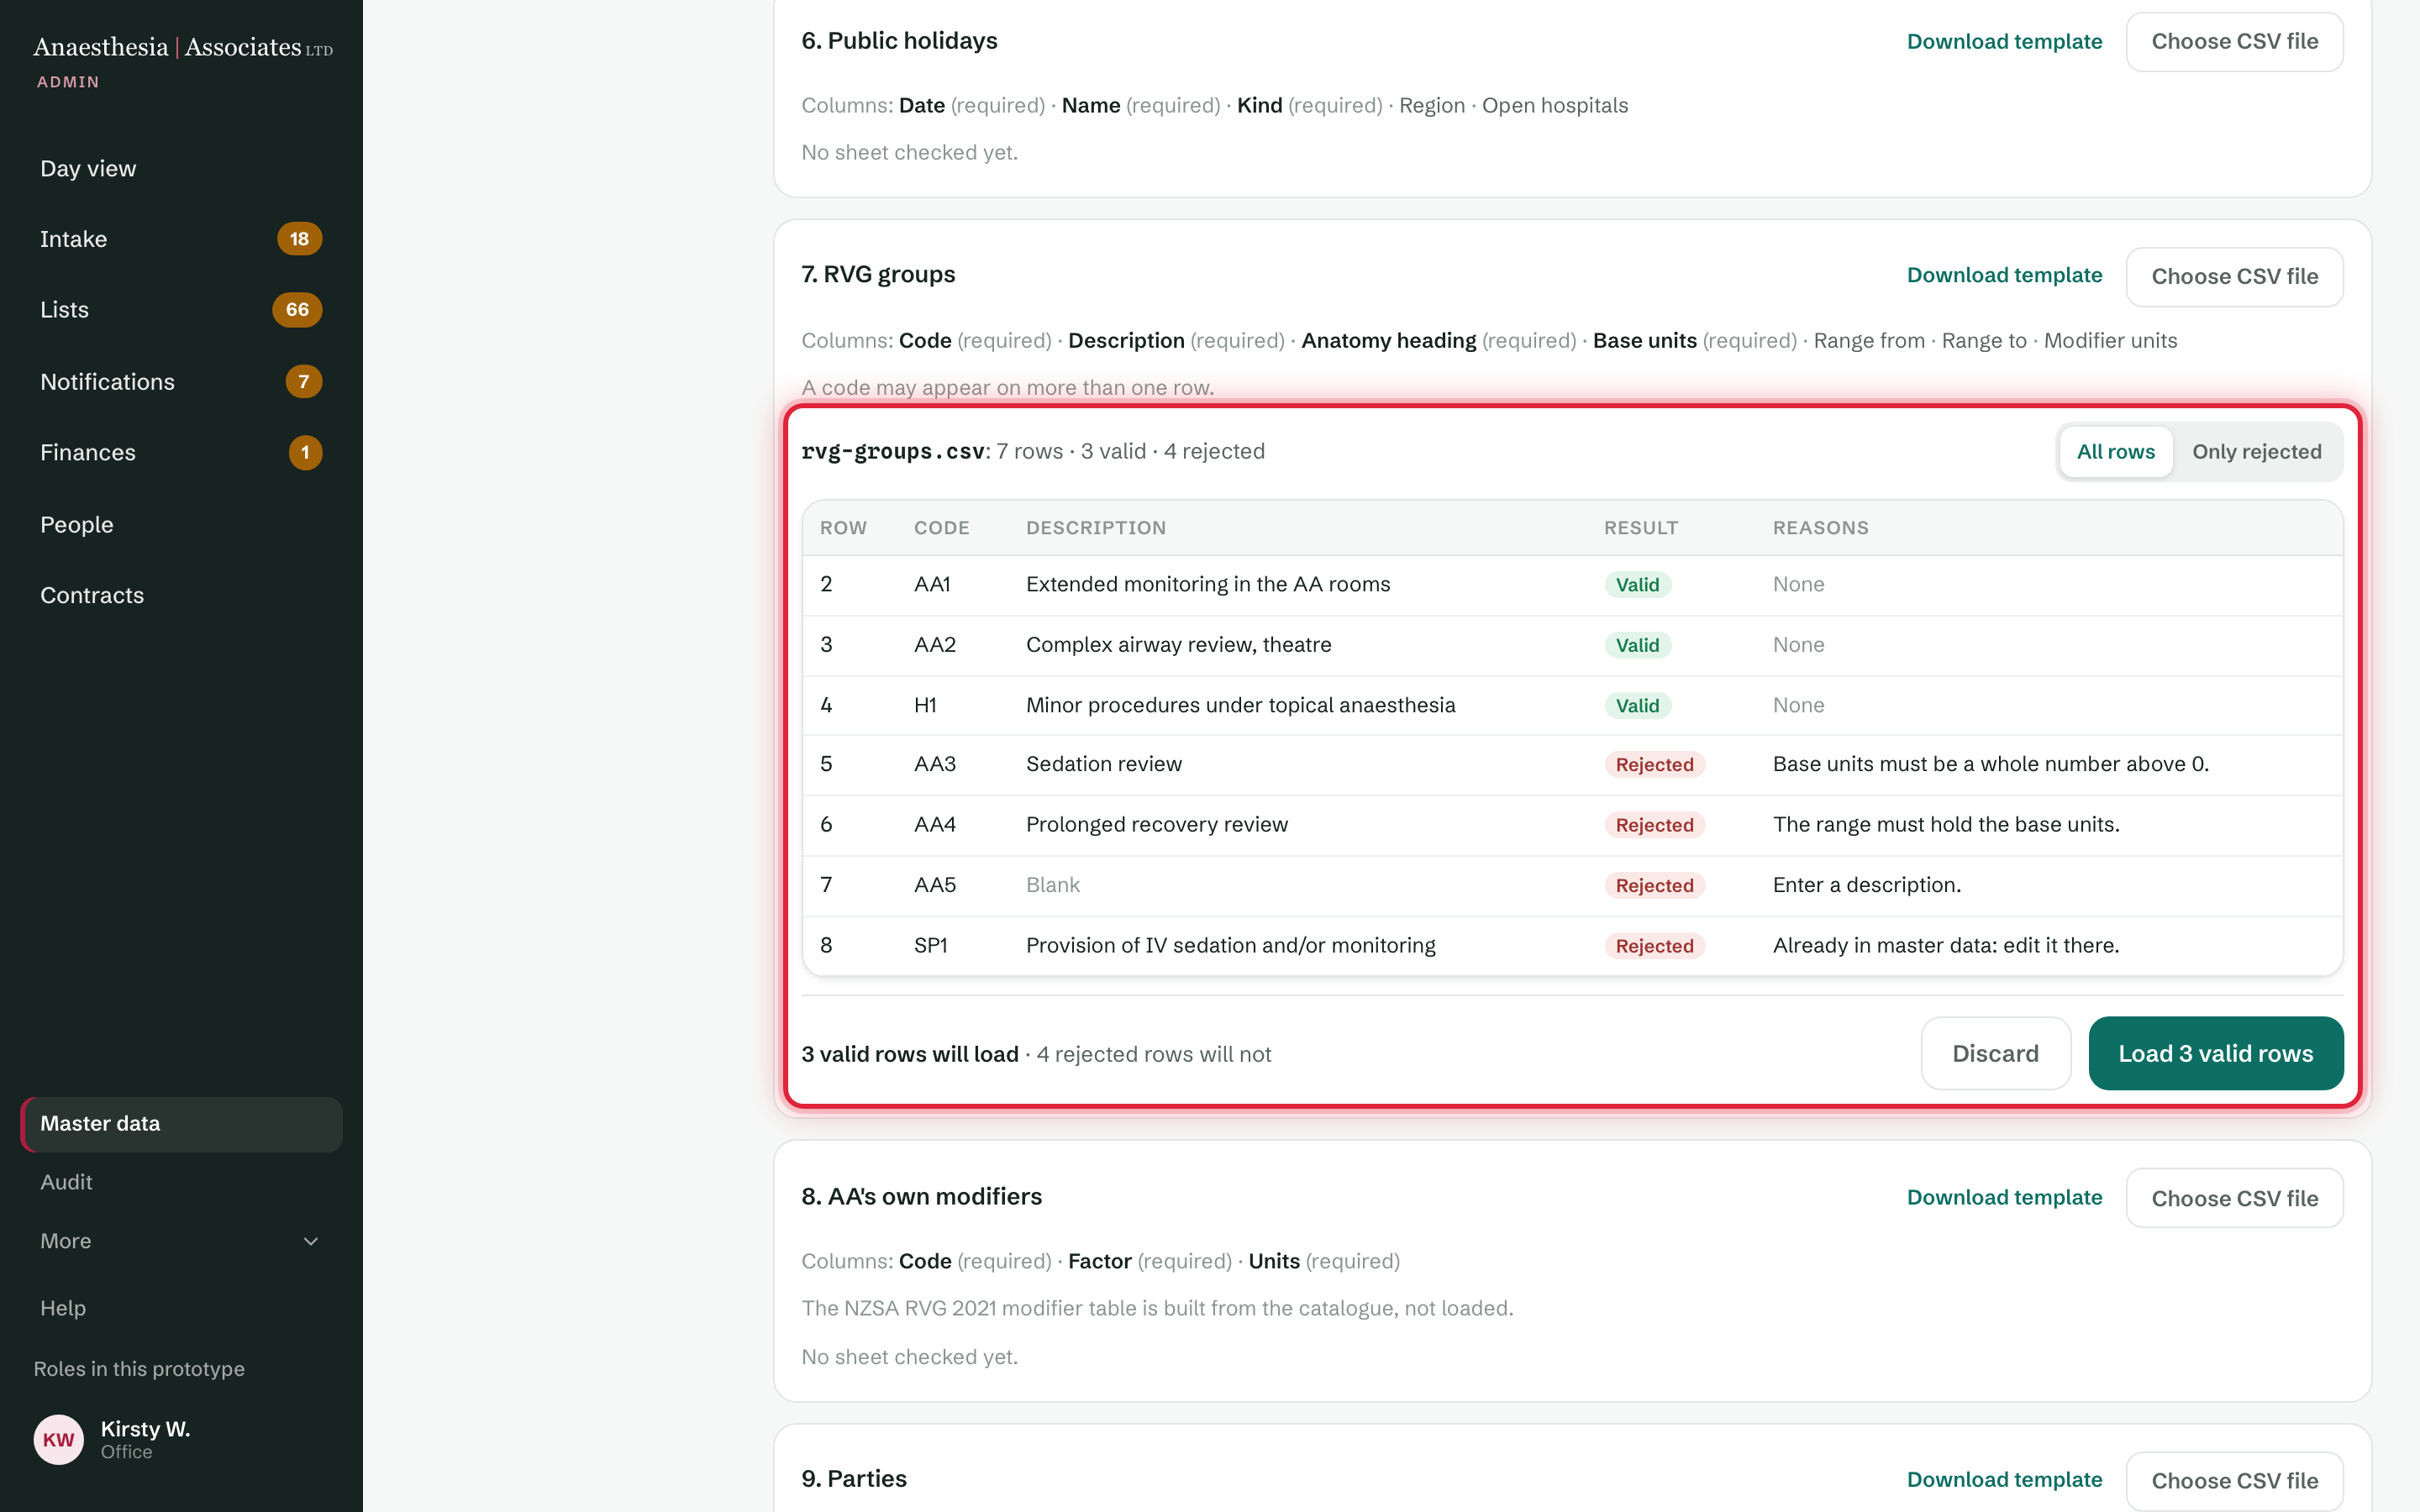 Anaesthesia | Associates LTD
ADMIN
Day view
Intake 18
Lists 66
Notifications 7
Finances 1
People
Contracts
Master data
Audit
More
Help
Roles in this prototype
KW
Kirsty W.
Office
6. Public holidays
Download template
Choose CSV file
Columns: Date (required) · Name (required) · Kind (required) · Region · Open hospitals
No sheet checked yet.
7. RVG groups
Download template
Choose CSV file
Columns: Code (required) · Description (required) · Anatomy heading (required) · Base units (required) · Range from · Range to · Modifier units
A code may appear on more than one row.
rvg-groups.csv: 7 rows · 3 valid · 4 rejected
All rows
Only rejected
ROW CODE DESCRIPTION RESULT REASONS
2 AA1 Extended monitoring in the AA rooms Valid None
3 AA2 Complex airway review, theatre Valid None
4 H1 Minor procedures under topical anaesthesia Valid None
5 AA3 Sedation review Rejected Base units must be a whole number above 0.
6 AA4 Prolonged recovery review Rejected The range must hold the base units.
7 AA5 Blank Rejected Enter a description.
8 SP1 Provision of IV sedation and/or monitoring Rejected Already in master data: edit it there.
3 valid rows will load · 4 rejected rows will not
Discard
Load 3 valid rows
8. AA's own modifiers
Download template
Choose CSV file
Columns: Code (required) · Factor (required) · Units (required)
The NZSA RVG 2021 modifier table is built from the catalogue, not loaded.
No sheet checked yet.
9. Parties
Download template
Choose CSV file